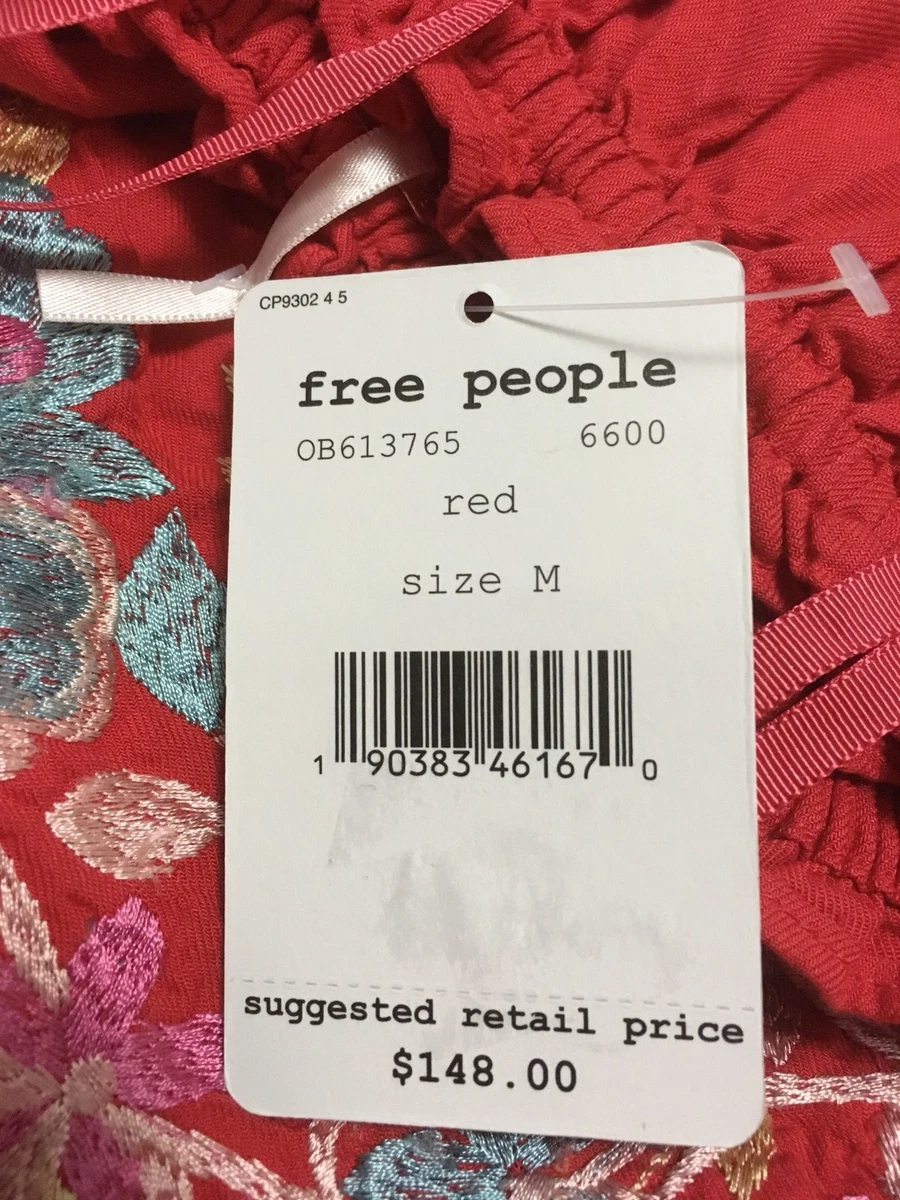 CP9302 4 5
free people
OB613765 6600
red
size M
1 90383 46167 0
suggested retail price
$148.00